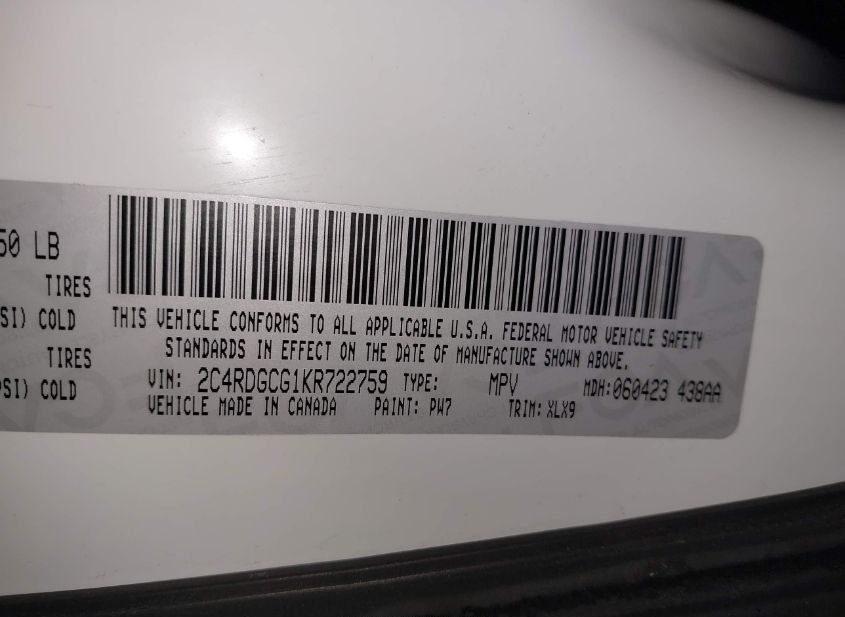 50 LB
TIRES
SI) COLD
TIRES
PSI) COLD
THIS VEHICLE CONFORMS TO ALL APPLICABLE U.S.A. FEDERAL MOTOR VEHICLE SAFETY
STANDARDS IN EFFECT ON THE DATE OF MANUFACTURE SHOWN ABOVE.
VIN: 2C4RDGCG1KR722759 TYPE: MPV MDH: 060423 438AA
VEHICLE MADE IN CANADA PAINT: PW7 TRIM: XLX9